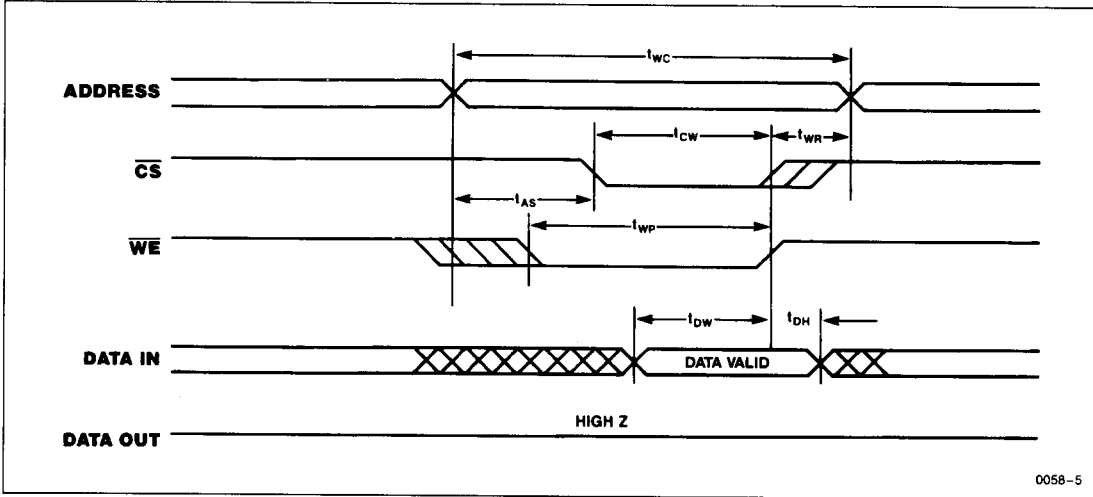 tWC
ADDRESS
tCW
tWR
CS
tAS
tWP
WE
tDW
tDH
DATA IN
DATA VALID
HIGH Z
DATA OUT
0058-5